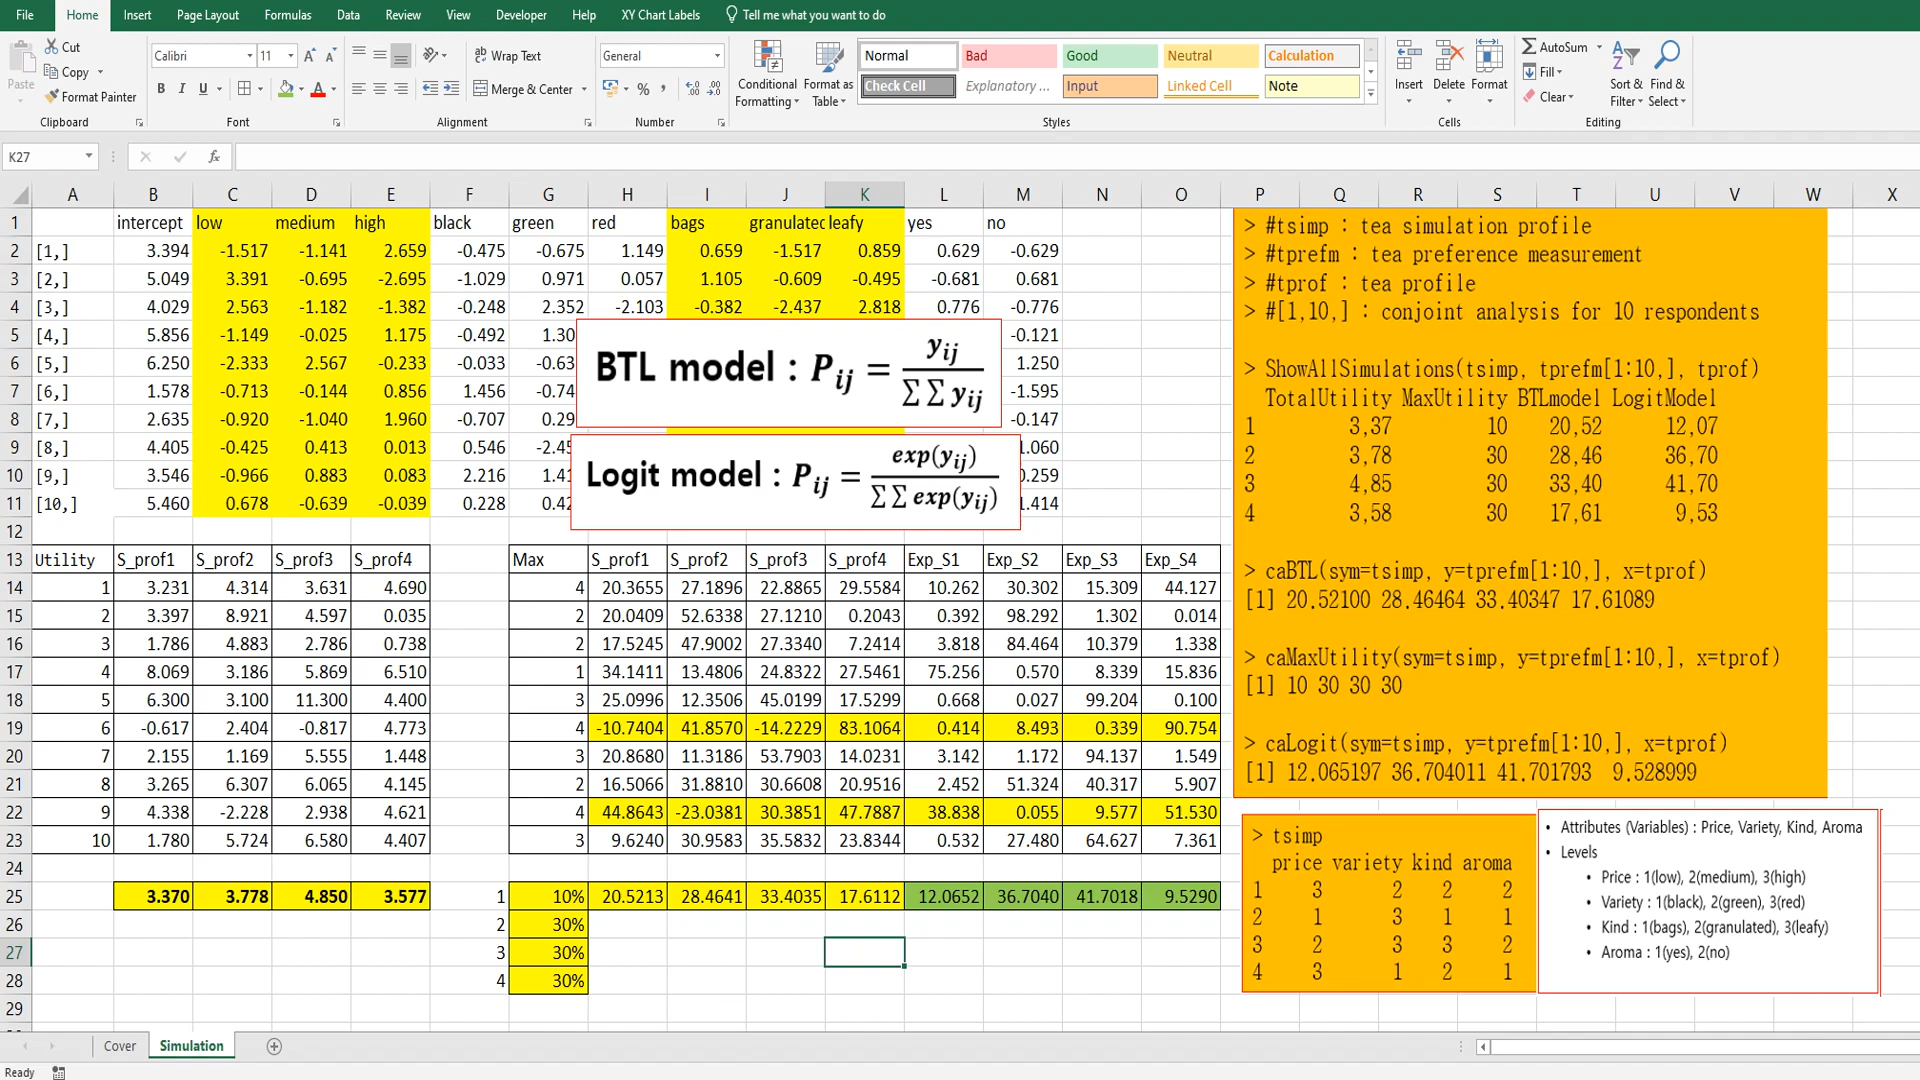 File Home Insert Page Layout Formulas Data Review View Developer Help XY Chart Labels Tell me what you want to do
Cut
Copy
Format Painter
Paste
Clipboard
Calibri 11
B I U
Font
Wrap Text
Merge & Center
Alignment
General
Number
Conditional Formatting
Format as Table
Normal Bad Good Neutral Calculation
Check Cell Explanatory ... Input Linked Cell Note
Styles
Insert Delete Format
Cells
AutoSum
Fill
Clear
Sort & Filter
Find & Select
Editing
K27 fx
A B C D E F G H I J K L M N O P Q R S T U V W X
1 intercept low medium high black green red bags granulatec leafy yes no
2 [1,] 3.394 -1.517 -1.141 2.659 -0.475 -0.675 1.149 0.659 -1.517 0.859 0.629 -0.629
3 [2,] 5.049 3.391 -0.695 -2.695 -1.029 0.971 0.057 1.105 -0.609 -0.495 -0.681 0.681
4 [3,] 4.029 2.563 -1.182 -1.382 -0.248 2.352 -2.103 -0.382 -2.437 2.818 0.776 -0.776
5 [4,] 5.856 -1.149 -0.025 1.175 -0.492 1.30 -0.121
6 [5,] 6.250 -2.333 2.567 -0.233 -0.033 -0.63 1.250
7 [6,] 1.578 -0.713 -0.144 0.856 1.456 -0.74 -1.595
8 [7,] 2.635 -0.920 -1.040 1.960 -0.707 0.29 -0.147
9 [8,] 4.405 -0.425 0.413 0.013 0.546 -2.45 1.060
10 [9,] 3.546 -0.966 0.883 0.083 2.216 1.41 0.259
11 [10,] 5.460 0.678 -0.639 -0.039 0.228 0.42 1.414
BTL model : P_ij = y_ij / ∑∑ y_ij
Logit model : P_ij = exp(y_ij) / ∑∑ exp(y_ij)
12
13 Utility S_prof1 S_prof2 S_prof3 S_prof4 Max S_prof1 S_prof2 S_prof3 S_prof4 Exp_S1 Exp_S2 Exp_S3 Exp_S4
14 1 3.231 4.314 3.631 4.690 4 20.3655 27.1896 22.8865 29.5584 10.262 30.302 15.309 44.127
15 2 3.397 8.921 4.597 0.035 2 20.0409 52.6338 27.1210 0.2043 0.392 98.292 1.302 0.014
16 3 1.786 4.883 2.786 0.738 2 17.5245 47.9002 27.3340 7.2414 3.818 84.464 10.379 1.338
17 4 8.069 3.186 5.869 6.510 1 34.1411 13.4806 24.8322 27.5461 75.256 0.570 8.339 15.836
18 5 6.300 3.100 11.300 4.400 3 25.0996 12.3506 45.0199 17.5299 0.668 0.027 99.204 0.100
19 6 -0.617 2.404 -0.817 4.773 4 -10.7404 41.8570 -14.2229 83.1064 0.414 8.493 0.339 90.754
20 7 2.155 1.169 5.555 1.448 3 20.8680 11.3186 53.7903 14.0231 3.142 1.172 94.137 1.549
21 8 3.265 6.307 6.065 4.145 2 16.5066 31.8810 30.6608 20.9516 2.452 51.324 40.317 5.907
22 9 4.338 -2.228 2.938 4.621 4 44.8643 -23.0381 30.3851 47.7887 38.838 0.055 9.577 51.530
23 10 1.780 5.724 6.580 4.407 3 9.6240 30.9583 35.5832 23.8344 0.532 27.480 64.627 7.361
24
25 3.370 3.778 4.850 3.577 1 10% 20.5213 28.4641 33.4035 17.6112 12.0652 36.7040 41.7018 9.5290
26 2 30%
27 3 30%
28 4 30%
29
> #tsimp : tea simulation profile
> #tprefm : tea preference measurement
> #tprof : tea profile
> #[1,10,] : conjoint analysis for 10 respondents
> ShowAllSimulations(tsimp, tprefm[1:10,], tprof)
TotalUtility MaxUtility BTLmodel LogitModel
1 3,37 10 20,52 12,07
2 3,78 30 28,46 36,70
3 4,85 30 33,40 41,70
4 3,58 30 17,61 9,53
> caBTL(sym=tsimp, y=tprefm[1:10,], x=tprof)
[1] 20.52100 28.46464 33.40347 17.61089
> caMaxUtility(sym=tsimp, y=tprefm[1:10,], x=tprof)
[1] 10 30 30 30
> caLogit(sym=tsimp, y=tprefm[1:10,], x=tprof)
[1] 12.065197 36.704011 41.701793 9.528999
> tsimp
price variety kind aroma
1 3 2 2 2
2 1 3 1 1
3 2 3 3 2
4 3 1 2 1
• Attributes (Variables) : Price, Variety, Kind, Aroma
• Levels
• Price : 1(low), 2(medium), 3(high)
• Variety : 1(black), 2(green), 3(red)
• Kind : 1(bags), 2(granulated), 3(leafy)
• Aroma : 1(yes), 2(no)
Cover Simulation
Ready